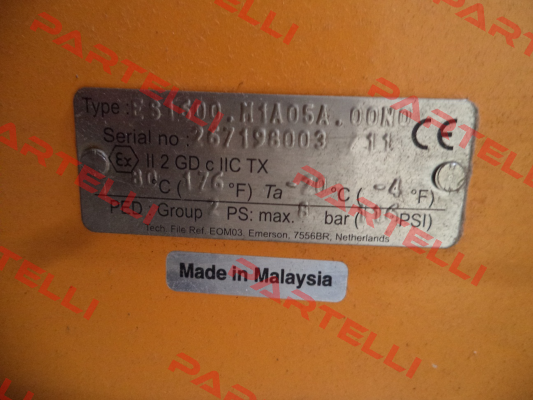 PARTELLI
Type : ES1600.M1A05A.00N0
Serial no : 267198003 /11
CE
Ex II 2 GD c IIC TX
80 °C ( 176 °F) Ta -20 °C ( -4 °F)
PED : Group 2 PS: max. 8 bar (116 PSI)
Tech. File Ref. EOM03, Emerson, 7556BR, Netherlands
Made in Malaysia